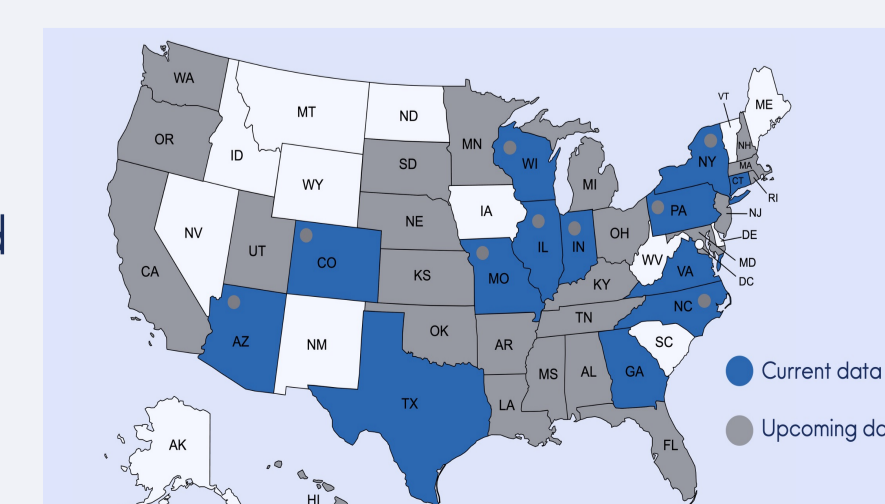 WA
MT
ND
OR
ID
MN
SD
WI
MI
WY
VT
ME
NH
NY
MA
CT
RI
NV
UT
NE
IA
PA
NJ
DE
MD
DC
CA
CO
KS
MO
IL
IN
OH
WV
VA
KY
NC
AZ
NM
OK
AR
TN
SC
MS
AL
GA
TX
LA
FL
AK
HI
Current data
Upcoming